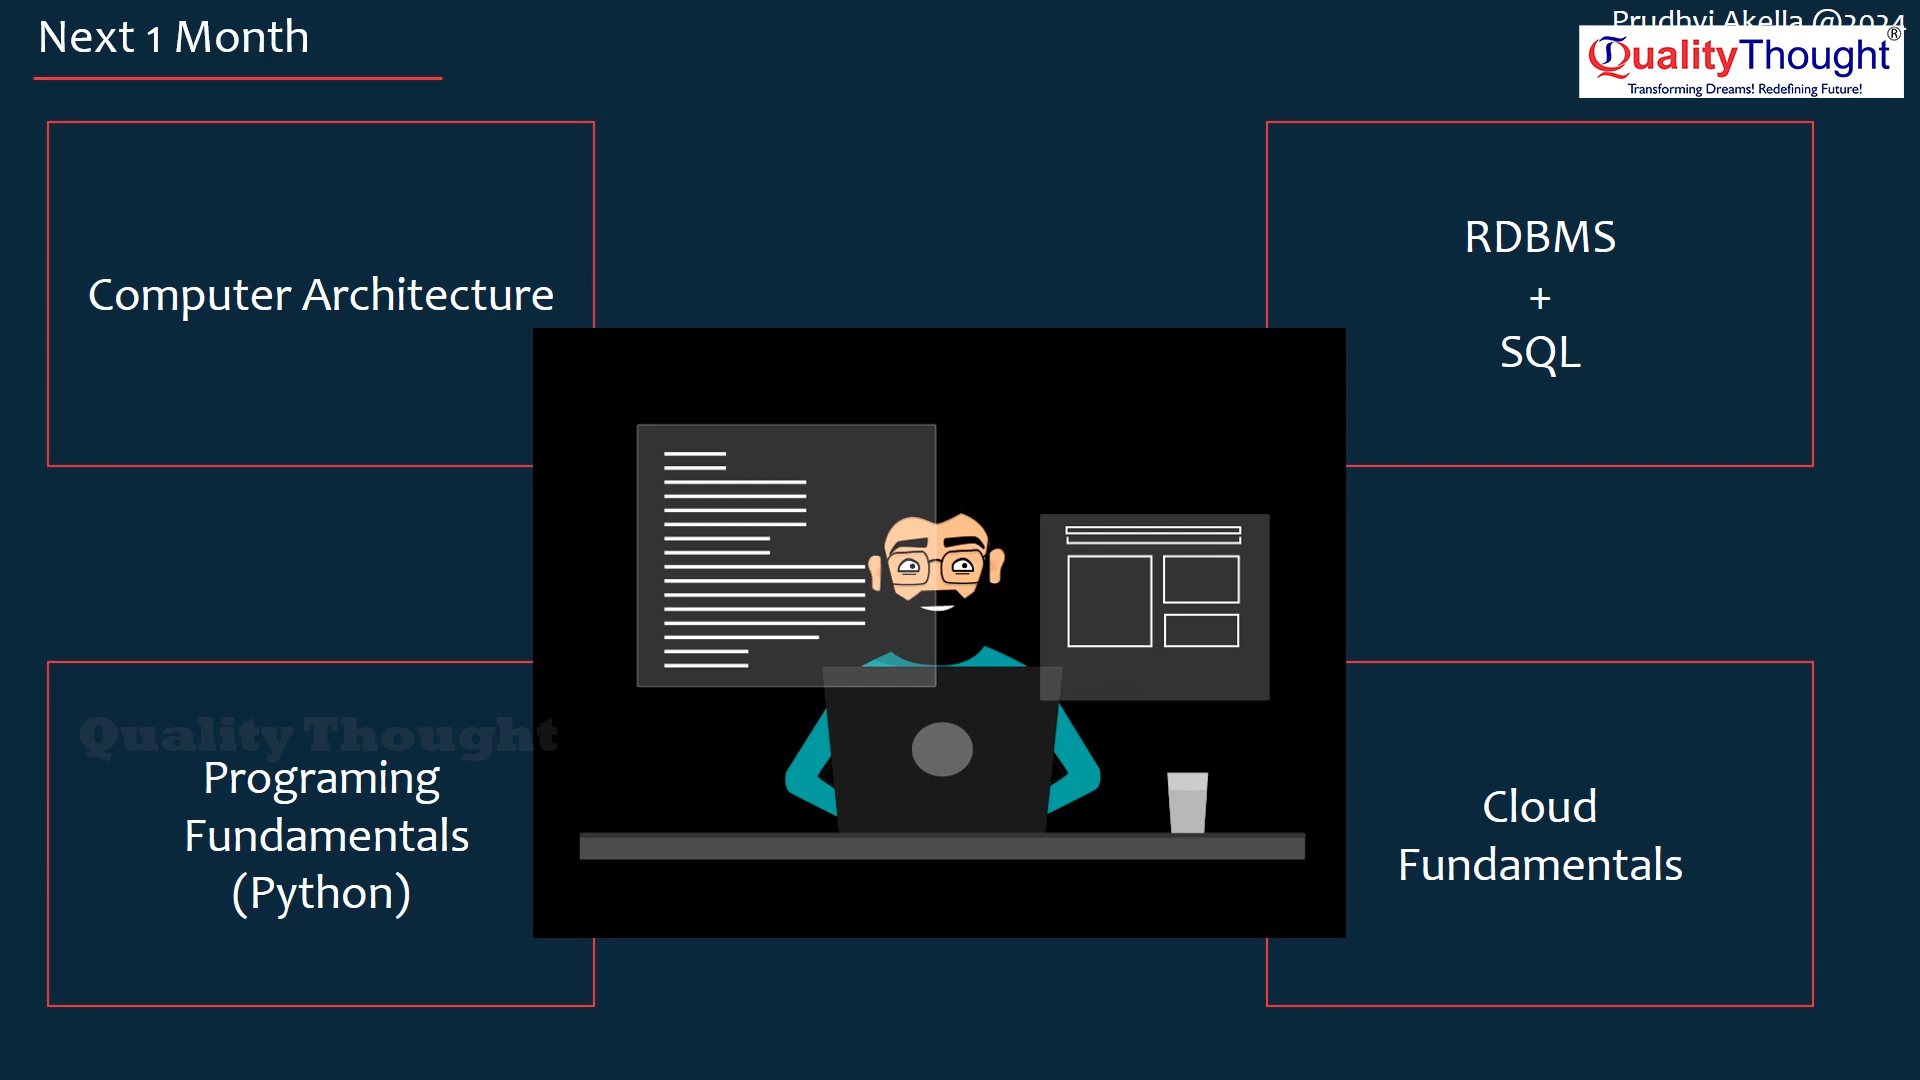 Next 1 Month
Prudhvi Akella @2024
QualityThought®
Transforming Dreams! Redefining Future!
Computer Architecture
RDBMS
+
SQL
Quality Thought
Programing
Fundamentals
(Python)
Cloud
Fundamentals